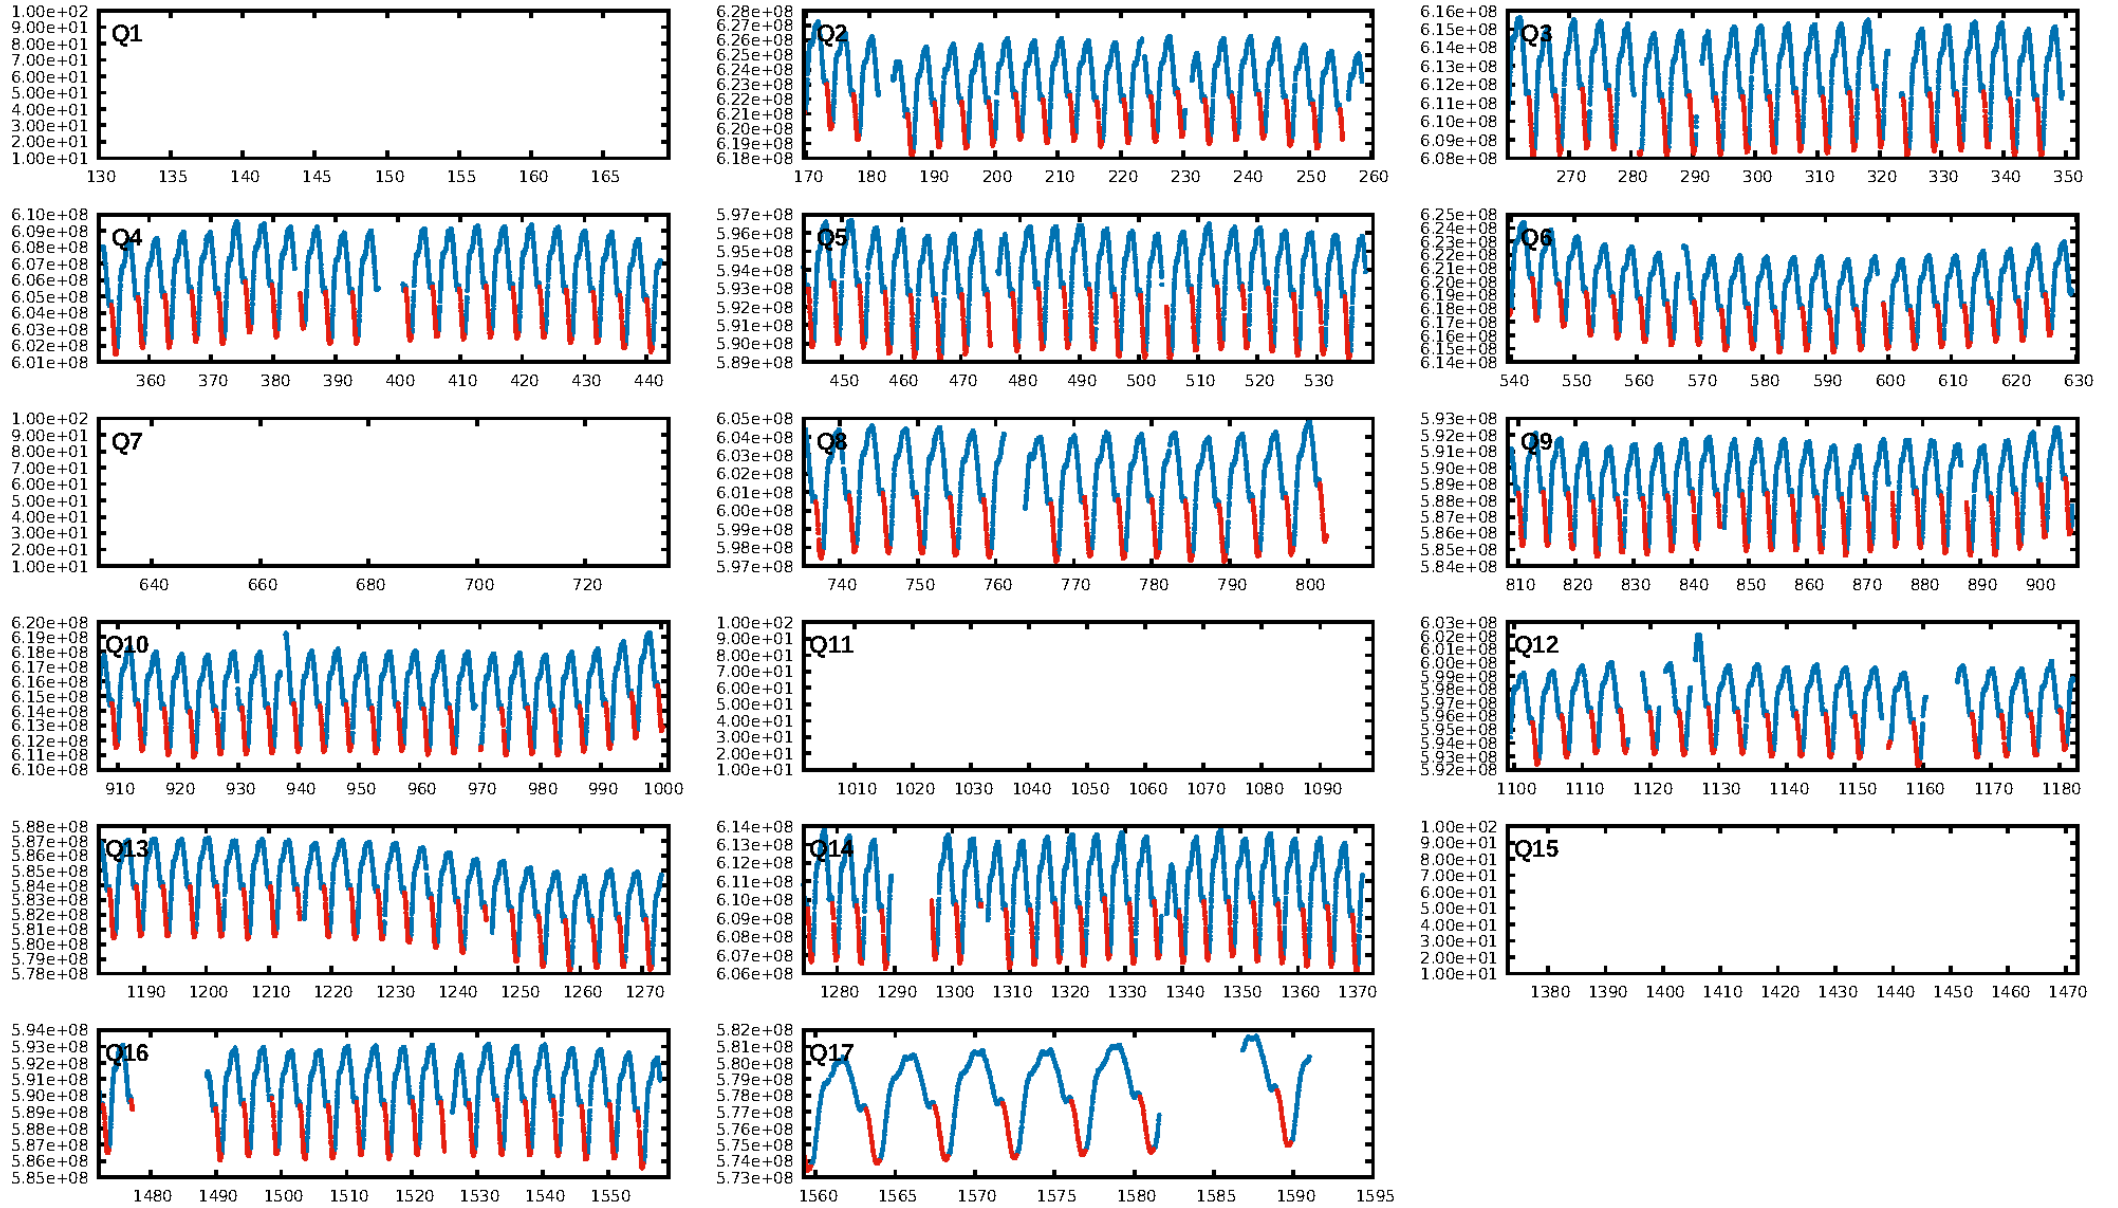 1.00e+02
9.00e+01
8.00e+01
7.00e+01
6.00e+01
5.00e+01
4.00e+01
3.00e+01
2.00e+01
1.00e+01
Q1
130 135 140 145 150 155 160 165
6.28e+08
6.27e+08
6.26e+08
6.25e+08
6.24e+08
6.23e+08
6.22e+08
6.21e+08
6.20e+08
6.19e+08
6.18e+08
Q2
170 180 190 200 210 220 230 240 250 260
6.16e+08
6.15e+08
6.14e+08
6.13e+08
6.12e+08
6.11e+08
6.10e+08
6.09e+08
6.08e+08
Q3
270 280 290 300 310 320 330 340 350
6.10e+08
6.09e+08
6.08e+08
6.07e+08
6.06e+08
6.05e+08
6.04e+08
6.03e+08
6.02e+08
6.01e+08
Q4
360 370 380 390 400 410 420 430 440
5.97e+08
5.96e+08
5.95e+08
5.94e+08
5.93e+08
5.92e+08
5.91e+08
5.90e+08
5.89e+08
Q5
450 460 470 480 490 500 510 520 530
6.25e+08
6.24e+08
6.23e+08
6.22e+08
6.21e+08
6.20e+08
6.19e+08
6.18e+08
6.17e+08
6.16e+08
6.15e+08
6.14e+08
Q6
540 550 560 570 580 590 600 610 620 630
1.00e+02
9.00e+01
8.00e+01
7.00e+01
6.00e+01
5.00e+01
4.00e+01
3.00e+01
2.00e+01
1.00e+01
Q7
640 660 680 700 720
6.05e+08
6.04e+08
6.03e+08
6.02e+08
6.01e+08
6.00e+08
5.99e+08
5.98e+08
5.97e+08
Q8
740 750 760 770 780 790 800
5.93e+08
5.92e+08
5.91e+08
5.90e+08
5.89e+08
5.88e+08
5.87e+08
5.86e+08
5.85e+08
5.84e+08
Q9
810 820 830 840 850 860 870 880 890 900
6.20e+08
6.19e+08
6.18e+08
6.17e+08
6.16e+08
6.15e+08
6.14e+08
6.13e+08
6.12e+08
6.11e+08
6.10e+08
Q10
910 920 930 940 950 960 970 980 990 1000
1.00e+02
9.00e+01
8.00e+01
7.00e+01
6.00e+01
5.00e+01
4.00e+01
3.00e+01
2.00e+01
1.00e+01
Q11
1010 1020 1030 1040 1050 1060 1070 1080 1090
6.03e+08
6.02e+08
6.01e+08
6.00e+08
5.99e+08
5.98e+08
5.97e+08
5.96e+08
5.95e+08
5.94e+08
5.93e+08
5.92e+08
Q12
1100 1110 1120 1130 1140 1150 1160 1170 1180
5.88e+08
5.87e+08
5.86e+08
5.85e+08
5.84e+08
5.83e+08
5.82e+08
5.81e+08
5.80e+08
5.79e+08
5.78e+08
Q13
1190 1200 1210 1220 1230 1240 1250 1260 1270
6.14e+08
6.13e+08
6.12e+08
6.11e+08
6.10e+08
6.09e+08
6.08e+08
6.07e+08
6.06e+08
Q14
1280 1290 1300 1310 1320 1330 1340 1350 1360 1370
1.00e+02
9.00e+01
8.00e+01
7.00e+01
6.00e+01
5.00e+01
4.00e+01
3.00e+01
2.00e+01
1.00e+01
Q15
1380 1390 1400 1410 1420 1430 1440 1450 1460 1470
5.94e+08
5.93e+08
5.92e+08
5.91e+08
5.90e+08
5.89e+08
5.88e+08
5.87e+08
5.86e+08
5.85e+08
Q16
1480 1490 1500 1510 1520 1530 1540 1550
5.82e+08
5.81e+08
5.80e+08
5.79e+08
5.78e+08
5.77e+08
5.76e+08
5.75e+08
5.74e+08
5.73e+08
Q17
1560 1565 1570 1575 1580 1585 1590 1595